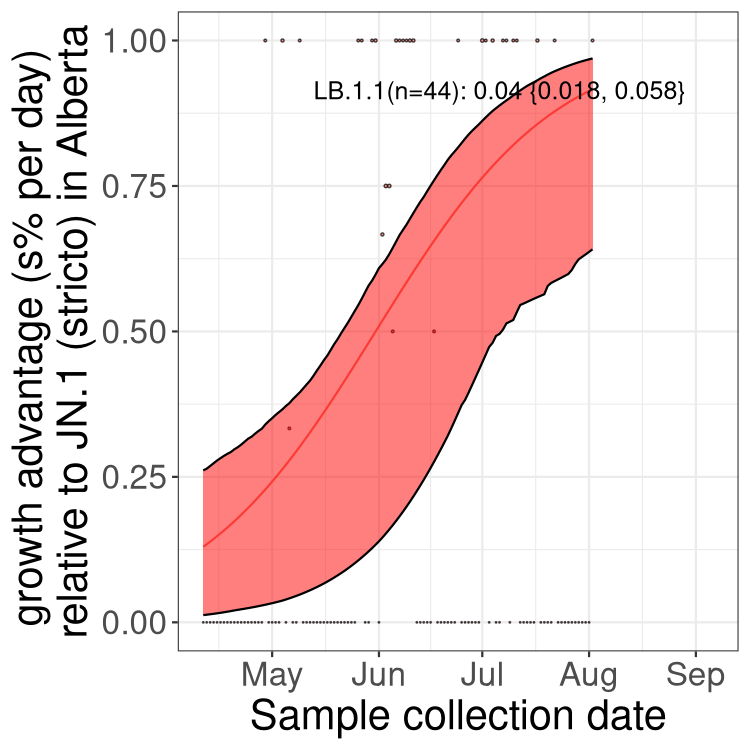 growth advantage (s% per day)
relative to JN.1 (stricto) in Alberta
1.00
0.75
0.50
0.25
0.00
LB.1.1(n=44): 0.04 {0.018, 0.058}
May Jun Jul Aug Sep
Sample collection date